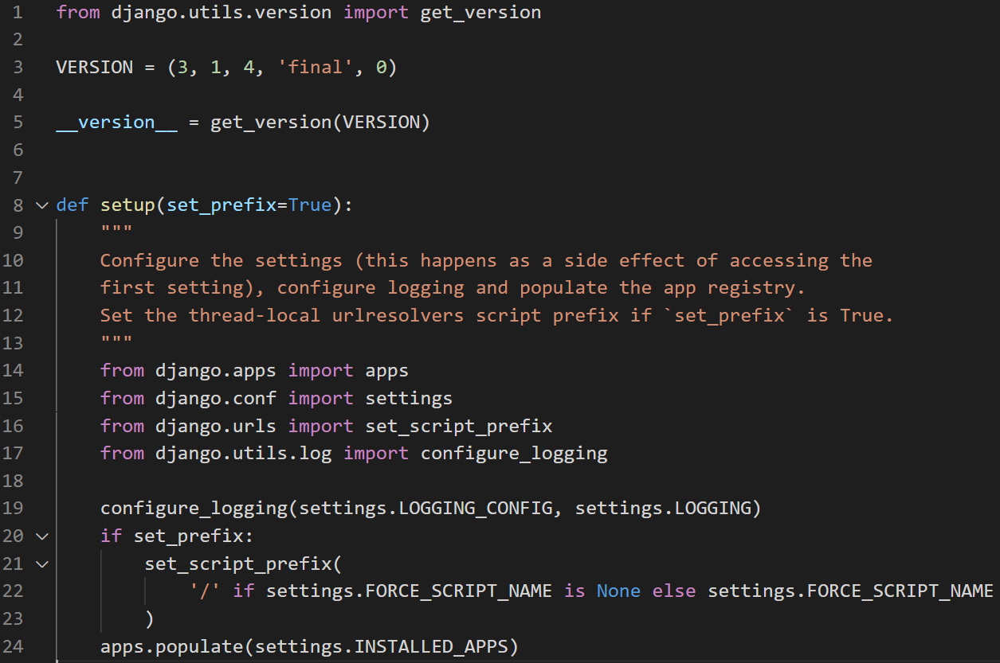 1 from django.utils.version import get_version
2
3 VERSION = (3, 1, 4, 'final', 0)
4
5 __version__ = get_version(VERSION)
6
7
8 def setup(set_prefix=True):
9     """
10     Configure the settings (this happens as a side effect of accessing the
11     first setting), configure logging and populate the app registry.
12     Set the thread-local urlresolvers script prefix if `set_prefix` is True.
13     """
14     from django.apps import apps
15     from django.conf import settings
16     from django.urls import set_script_prefix
17     from django.utils.log import configure_logging
18
19     configure_logging(settings.LOGGING_CONFIG, settings.LOGGING)
20     if set_prefix:
21         set_script_prefix(
22             '/' if settings.FORCE_SCRIPT_NAME is None else settings.FORCE_SCRIPT_NAME
23         )
24     apps.populate(settings.INSTALLED_APPS)